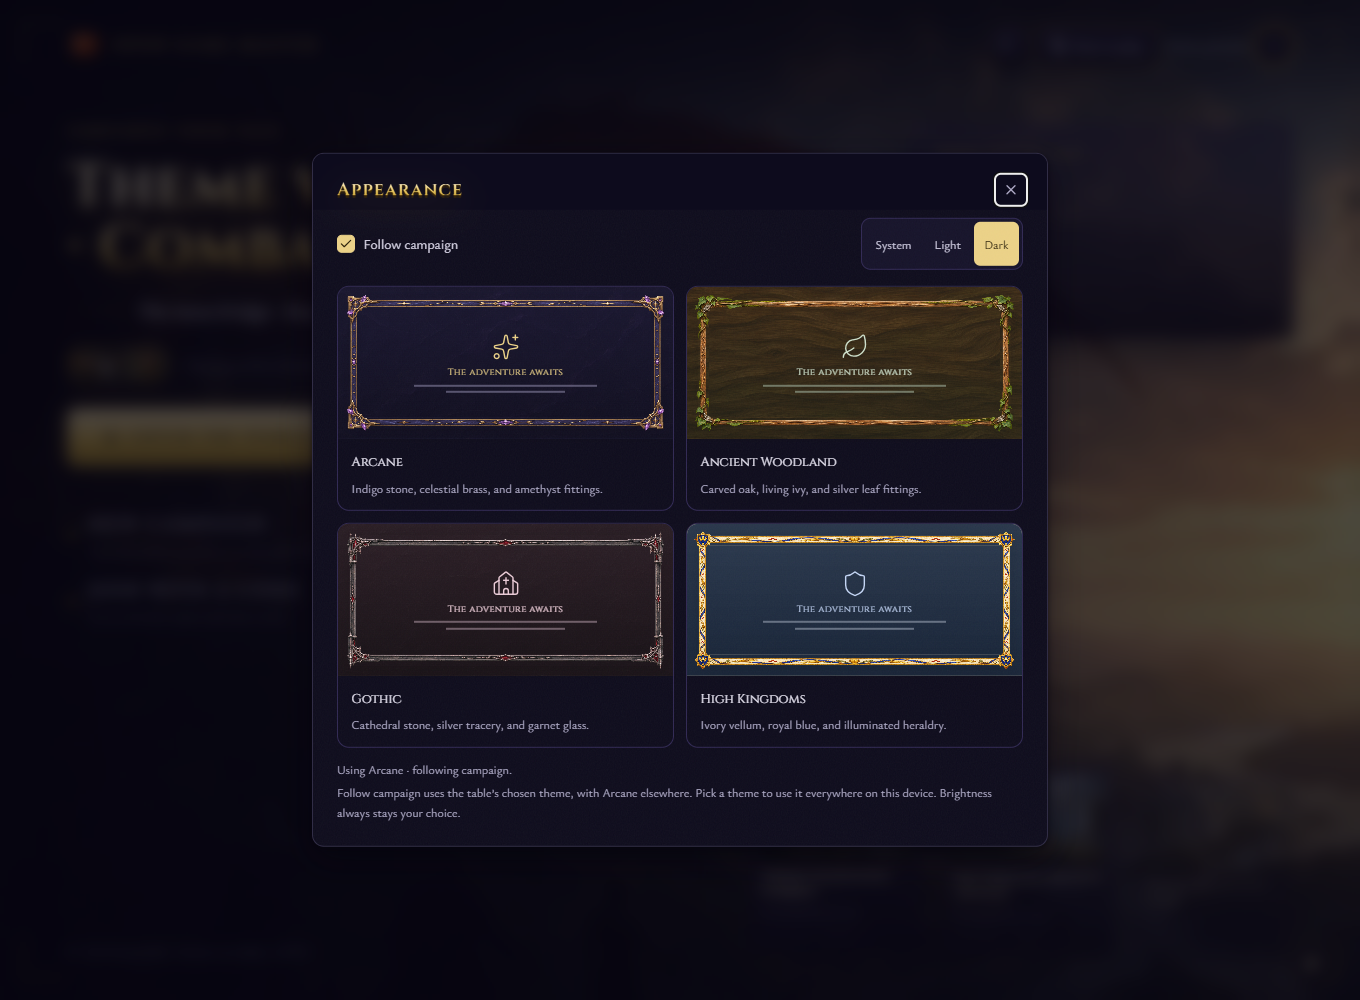 Theme
Appearance
Follow campaign
System Light Dark
The adventure awaits
Arcane
Indigo stone, celestial brass, and amethyst fittings.
The adventure awaits
Ancient Woodland
Carved oak, living ivy, and silver leaf fittings.
The adventure awaits
Gothic
Cathedral stone, silver tracery, and garnet glass.
The adventure awaits
High Kingdoms
Ivory vellum, royal blue, and illuminated heraldry.
Using Arcane · following campaign.
Follow campaign uses the table's chosen theme, with Arcane elsewhere. Pick a theme to use it everywhere on this device. Brightness
always stays your choice.